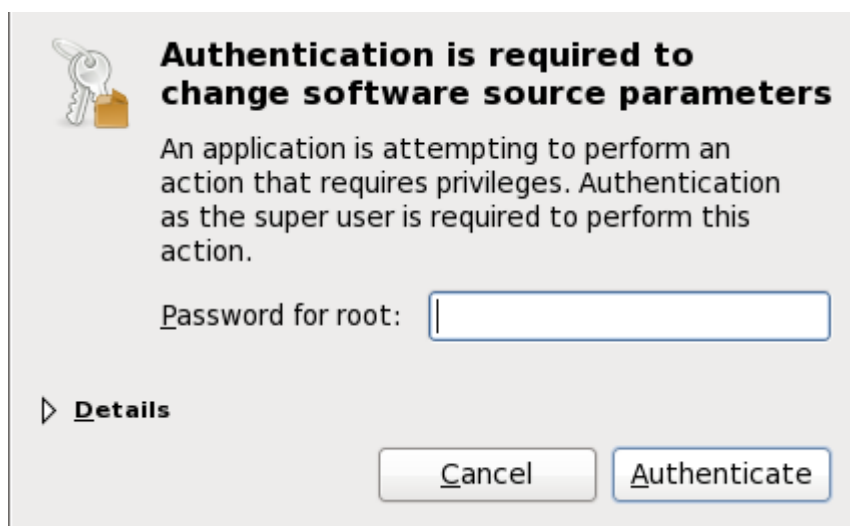 Authentication is required to
change software source parameters
An application is attempting to perform an
action that requires privileges. Authentication
as the super user is required to perform this
action.
Password for root:
Details
Cancel Authenticate